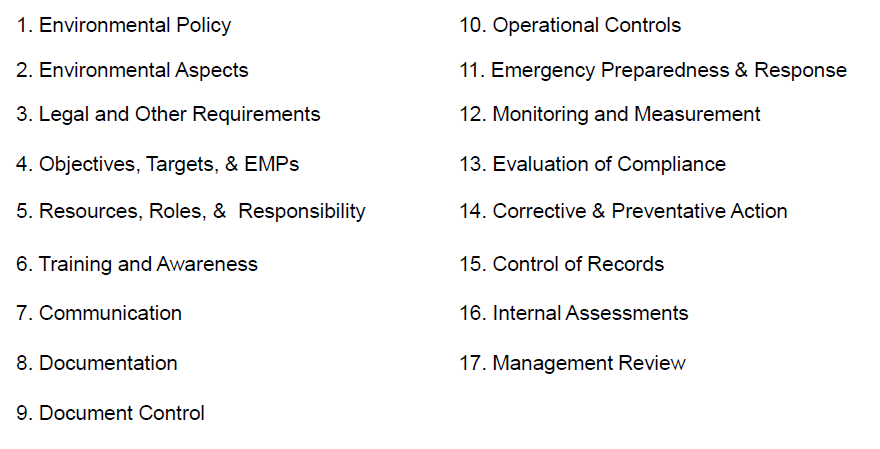 1. Environmental Policy
2. Environmental Aspects
3. Legal and Other Requirements
4. Objectives, Targets, & EMPs
5. Resources, Roles, & Responsibility
6. Training and Awareness
7. Communication
8. Documentation
9. Document Control
10. Operational Controls
11. Emergency Preparedness & Response
12. Monitoring and Measurement
13. Evaluation of Compliance
14. Corrective & Preventative Action
15. Control of Records
16. Internal Assessments
17. Management Review